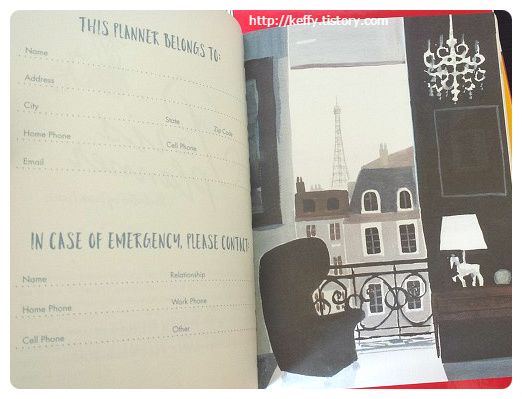 http://keffy.tistory.com
THIS PLANNER BELONGS TO:
Name
Address
City State Zip Code
Home Phone Cell Phone
Email
IN CASE OF EMERGENCY, PLEASE CONTACT:
Name Relationship
Home Phone Work Phone
Cell Phone Other